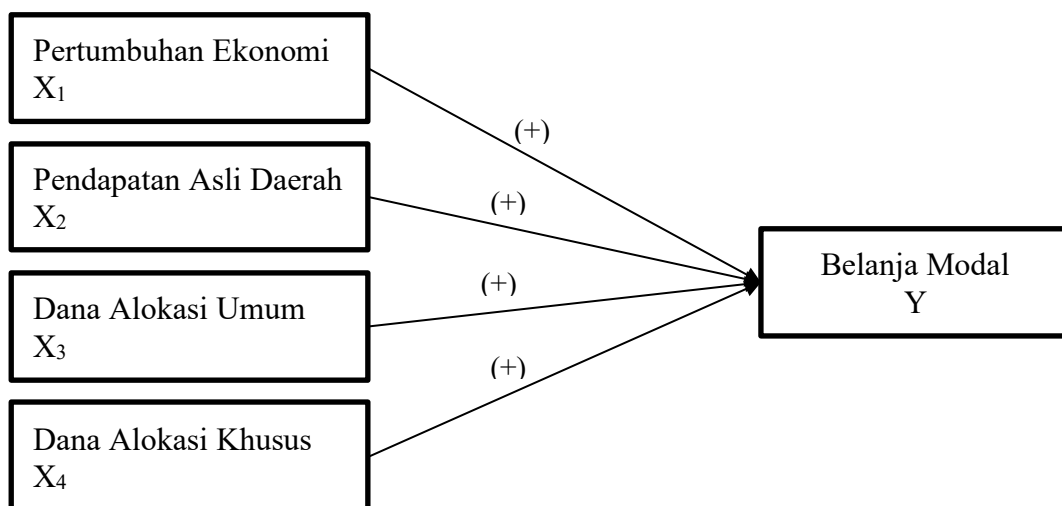 Pertumbuhan Ekonomi
X₁
(+)
Pendapatan Asli Daerah
X₂
(+)
Belanja Modal
Y
Dana Alokasi Umum
X₃
(+)
(+)
Dana Alokasi Khusus
X₄